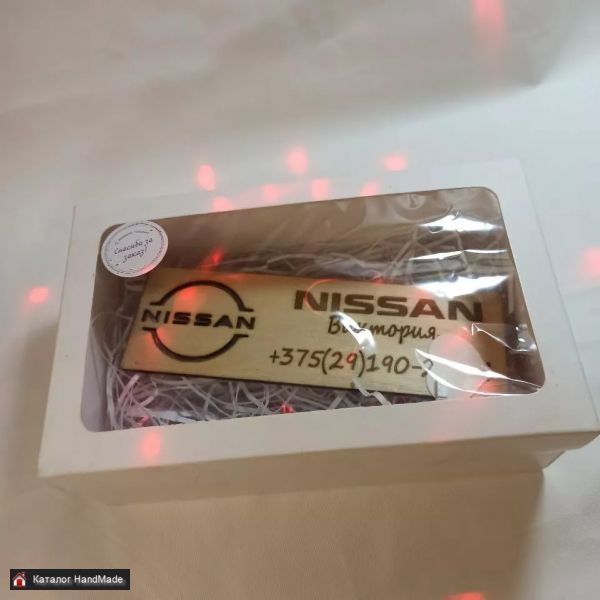 Спасибо за
заказ!
NISSAN
NISSAN
Виктория
+375(29)190-
Каталог HandMade